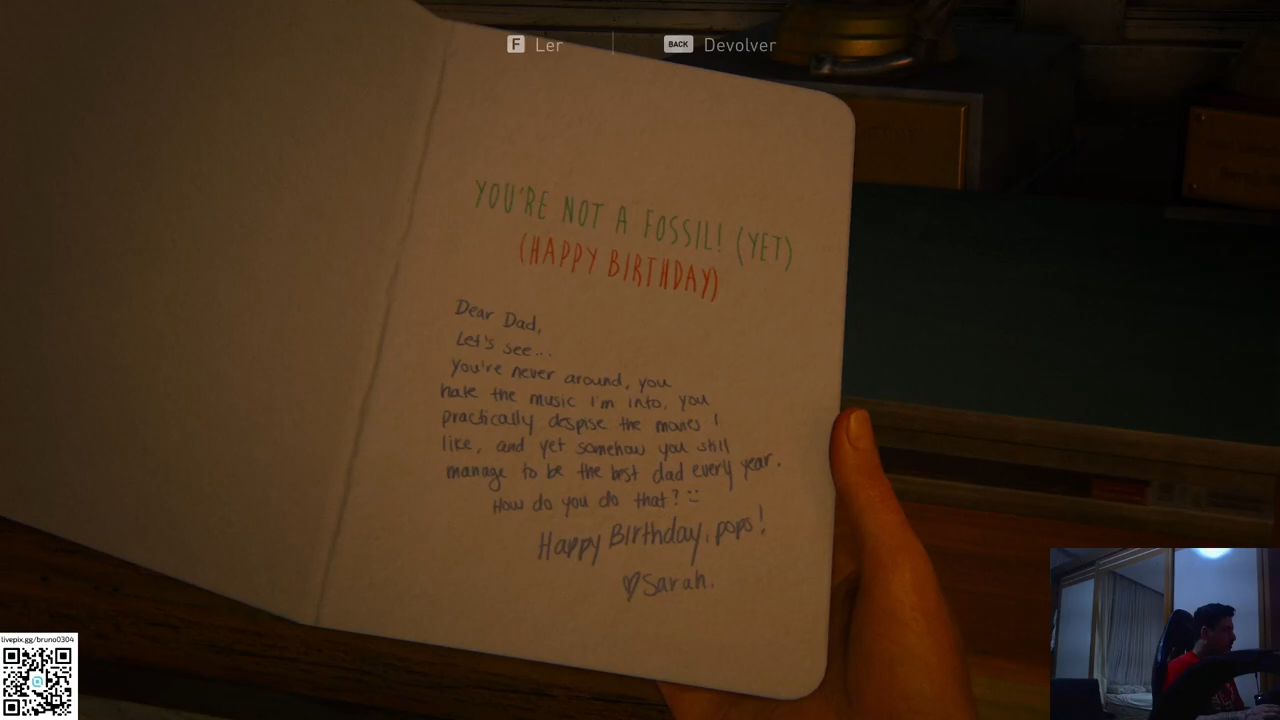 F Ler
BACK Devolver
YOU'RE NOT A FOSSIL! (YET)
(HAPPY BIRTHDAY)
Dear Dad,
Let's see...
You're never around, you
hate the music I'm into, you
practically despise the movies I
like, and yet somehow you still
manage to be the best dad every year.
How do you do that?
Happy Birthday, pops!
Sarah.
livepix.gg/bruno0304